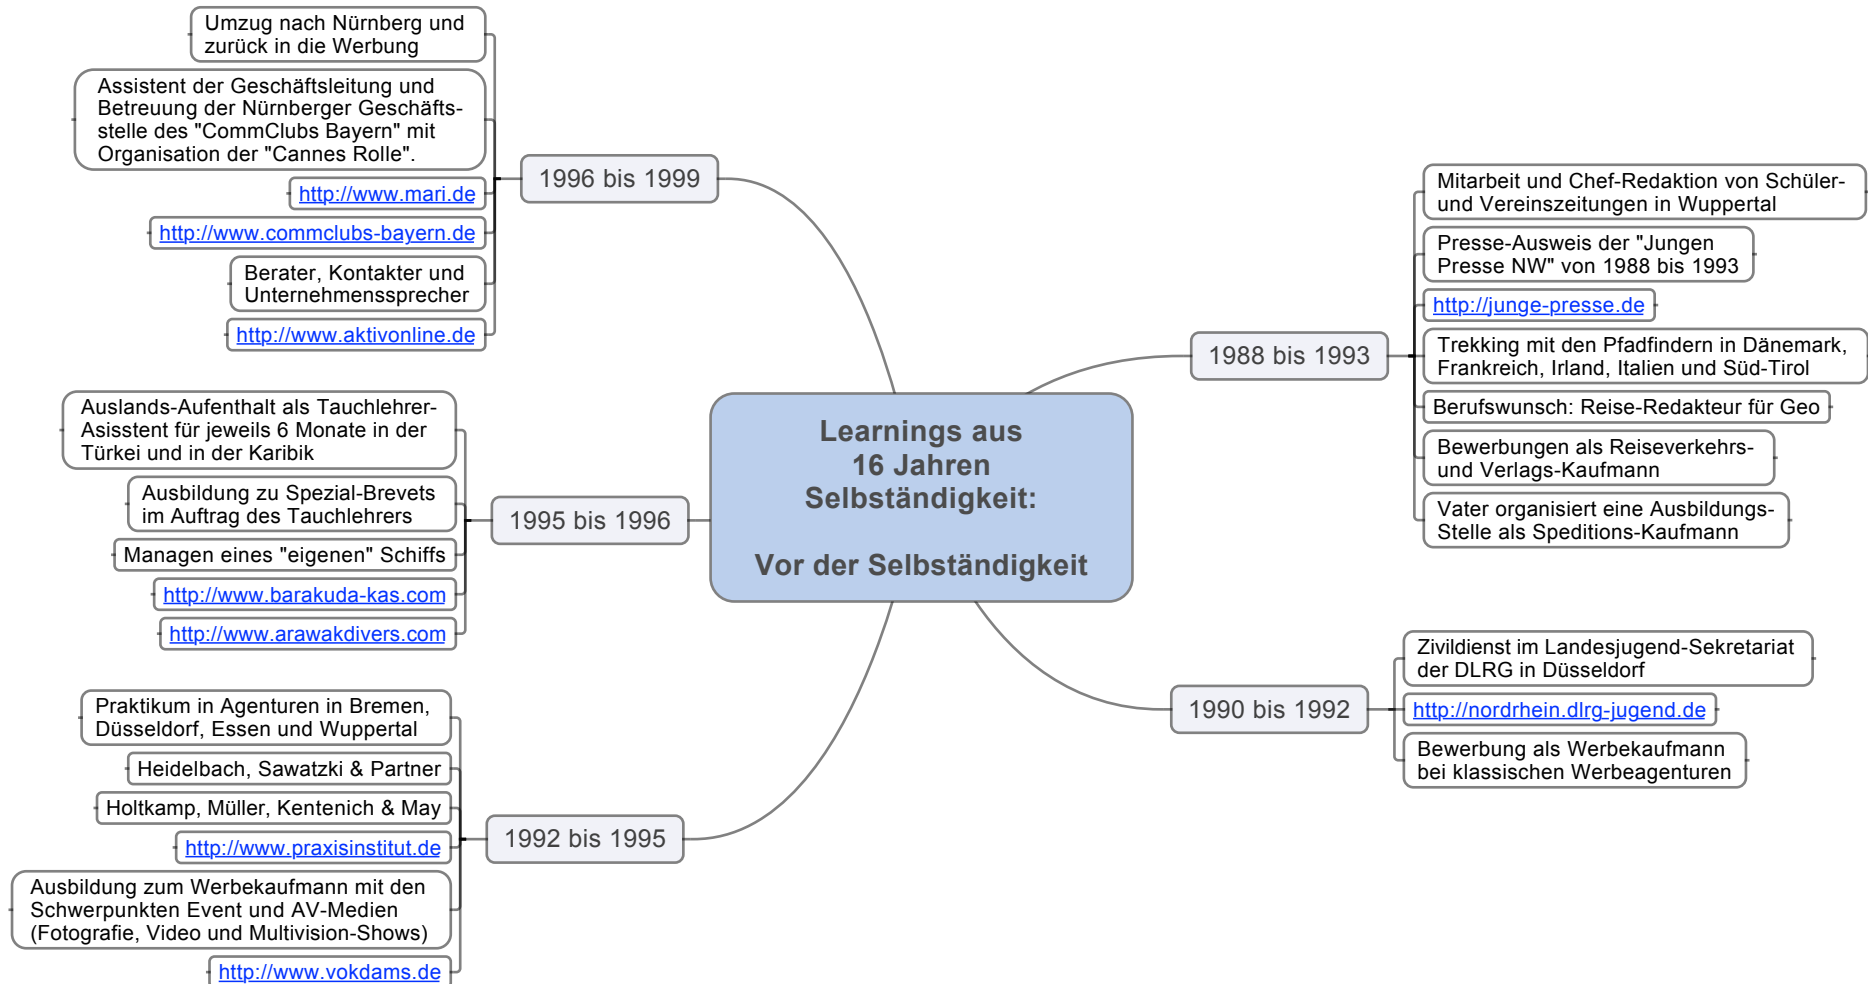 Learnings aus
16 Jahren
Selbständigkeit:
Vor der Selbständigkeit
1988 bis 1993
Mitarbeit und Chef-Redaktion von Schüler-
und Vereinszeitungen in Wuppertal
Presse-Ausweis der "Jungen
Presse NW" von 1988 bis 1993
http://junge-presse.de
Trekking mit den Pfadfindern in Dänemark,
Frankreich, Irland, Italien und Süd-Tirol
Berufswunsch: Reise-Redakteur für Geo
Bewerbungen als Reiseverkehrs-
und Verlags-Kaufmann
Vater organisiert eine Ausbildungs-
Stelle als Speditions-Kaufmann
1990 bis 1992
Zivildienst im Landesjugend-Sekretariat
der DLRG in Düsseldorf
http://nordrhein.dlrg-jugend.de
Bewerbung als Werbekaufmann
bei klassischen Werbeagenturen
1992 bis 1995
Praktikum in Agenturen in Bremen,
Düsseldorf, Essen und Wuppertal
Heidelbach, Sawatzki & Partner
Holtkamp, Müller, Kentenich & May
http://www.praxisinstitut.de
Ausbildung zum Werbekaufmann mit den
Schwerpunkten Event und AV-Medien
(Fotografie, Video und Multivision-Shows)
http://www.vokdams.de
1995 bis 1996
Auslands-Aufenthalt als Tauchlehrer-
Asisstent für jeweils 6 Monate in der
Türkei und in der Karibik
Ausbildung zu Spezial-Brevets
im Auftrag des Tauchlehrers
Managen eines "eigenen" Schiffs
http://www.barakuda-kas.com
http://www.arawakdivers.com
1996 bis 1999
Umzug nach Nürnberg und
zurück in die Werbung
Assistent der Geschäftsleitung und
Betreuung der Nürnberger Geschäfts-
stelle des "CommClubs Bayern" mit
Organisation der "Cannes Rolle".
http://www.mari.de
http://www.commclubs-bayern.de
Berater, Kontakter und
Unternehmenssprecher
http://www.aktivonline.de